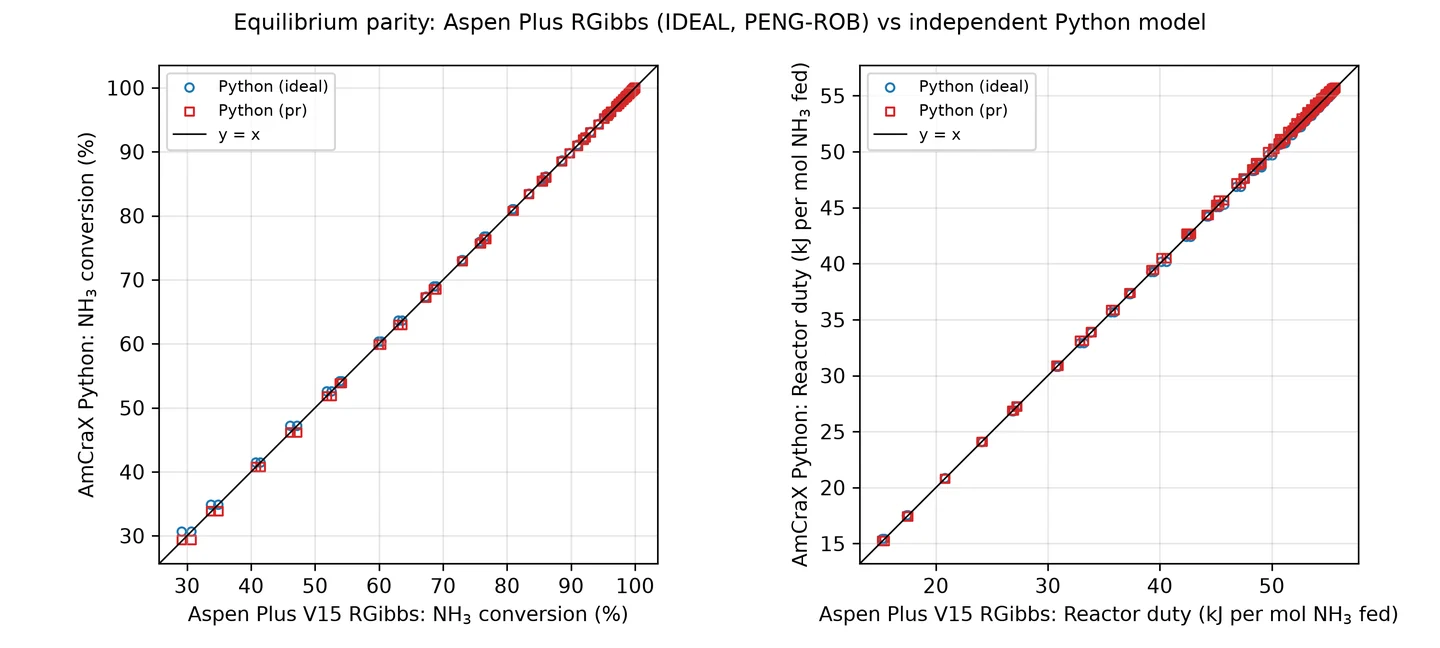 Equilibrium parity: Aspen Plus RGibbs (IDEAL, PENG-ROB) vs independent Python model
Python (ideal)
Python (pr)
y = x
100
90
80
70
60
50
40
30
AmCraX Python: NH₃ conversion (%)
30 40 50 60 70 80 90 100
Aspen Plus V15 RGibbs: NH₃ conversion (%)
Python (ideal)
Python (pr)
y = x
55
50
45
40
35
30
25
20
15
AmCraX Python: Reactor duty (kJ per mol NH₃ fed)
20 30 40 50
Aspen Plus V15 RGibbs: Reactor duty (kJ per mol NH₃ fed)